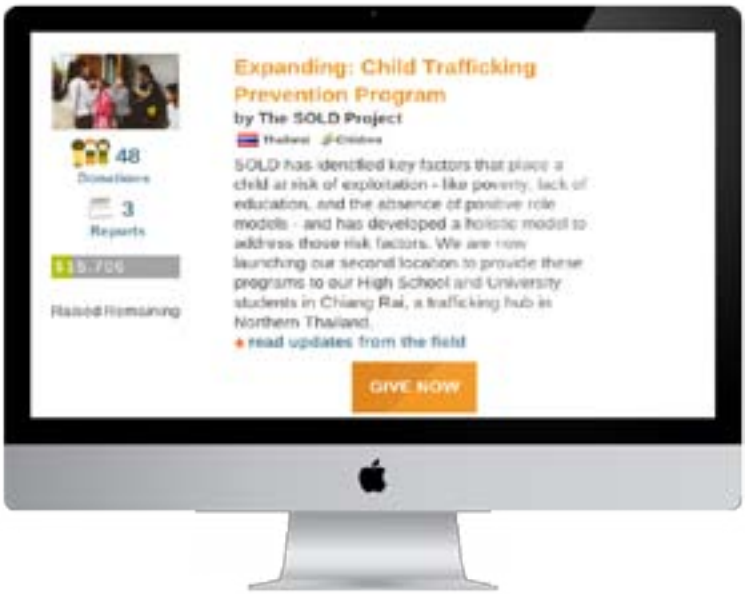 Expanding: Child Trafficking
Prevention Program
by The SOLD Project
Thailand Children
48
Donations
3
Reports
$15,706
Raised Remaining
SOLD has identified key factors that place a
child at risk of exploitation - like poverty, lack of
education, and the absence of positive role
models - and has developed a holistic model to
address those risk factors. We are now
launching our second location to provide these
programs to our High School and University
students in Chiang Rai, a trafficking hub in
Northern Thailand.
read updates from the field
GIVE NOW